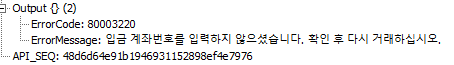 Output {} (2)
ErrorCode: 80003220
ErrorMessage: 입금 계좌번호를 입력하지 않으셨습니다. 확인 후 다시 거래하십시오.
API_SEQ: 48d6d64e91b1946931152898ef4e7976